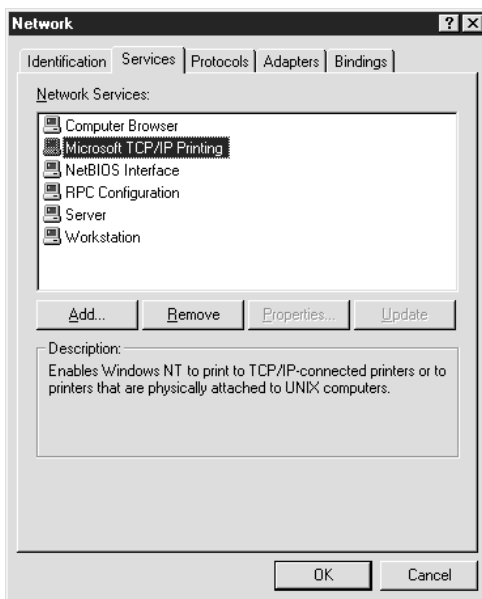 Network
? X
Identification Services Protocols Adapters Bindings
Network Services:
Computer Browser
Microsoft TCP/IP Printing
NetBIOS Interface
RPC Configuration
Server
Workstation
Add... Remove Properties... Update
Description:
Enables Windows NT to print to TCP/IP-connected printers or to
printers that are physically attached to UNIX computers.
OK Cancel